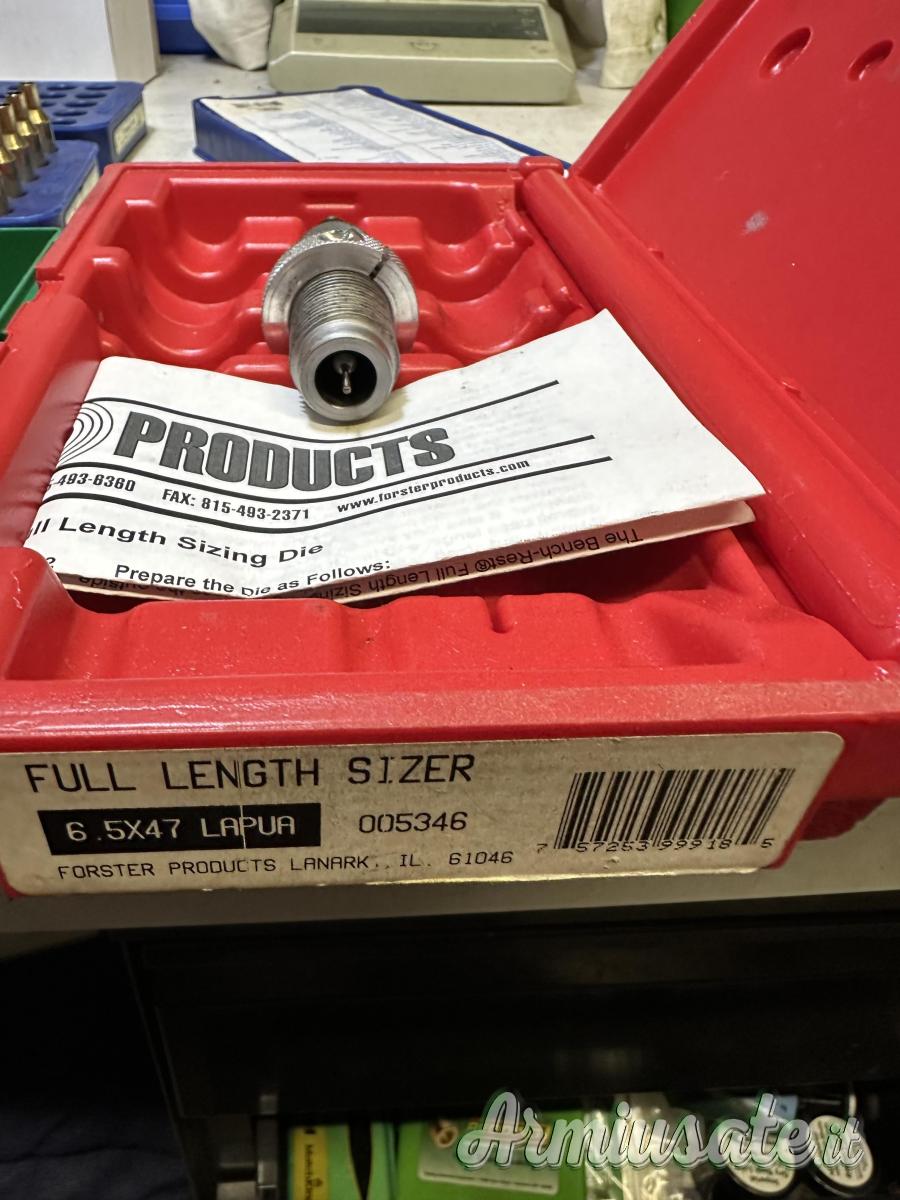 PRODUCTS
-493-6360 FAX: 815-493-2371 www.forsterproducts.com
ll Length Sizing Die
Prepare the Die as Follows:
The Bench-Rest® Full Length Sizing
FULL LENGTH SIZER
6.5X47 LAPUA 005346
7 57253 99918 5
FORSTER PRODUCTS LANARK, IL. 61046
Armiusate.it